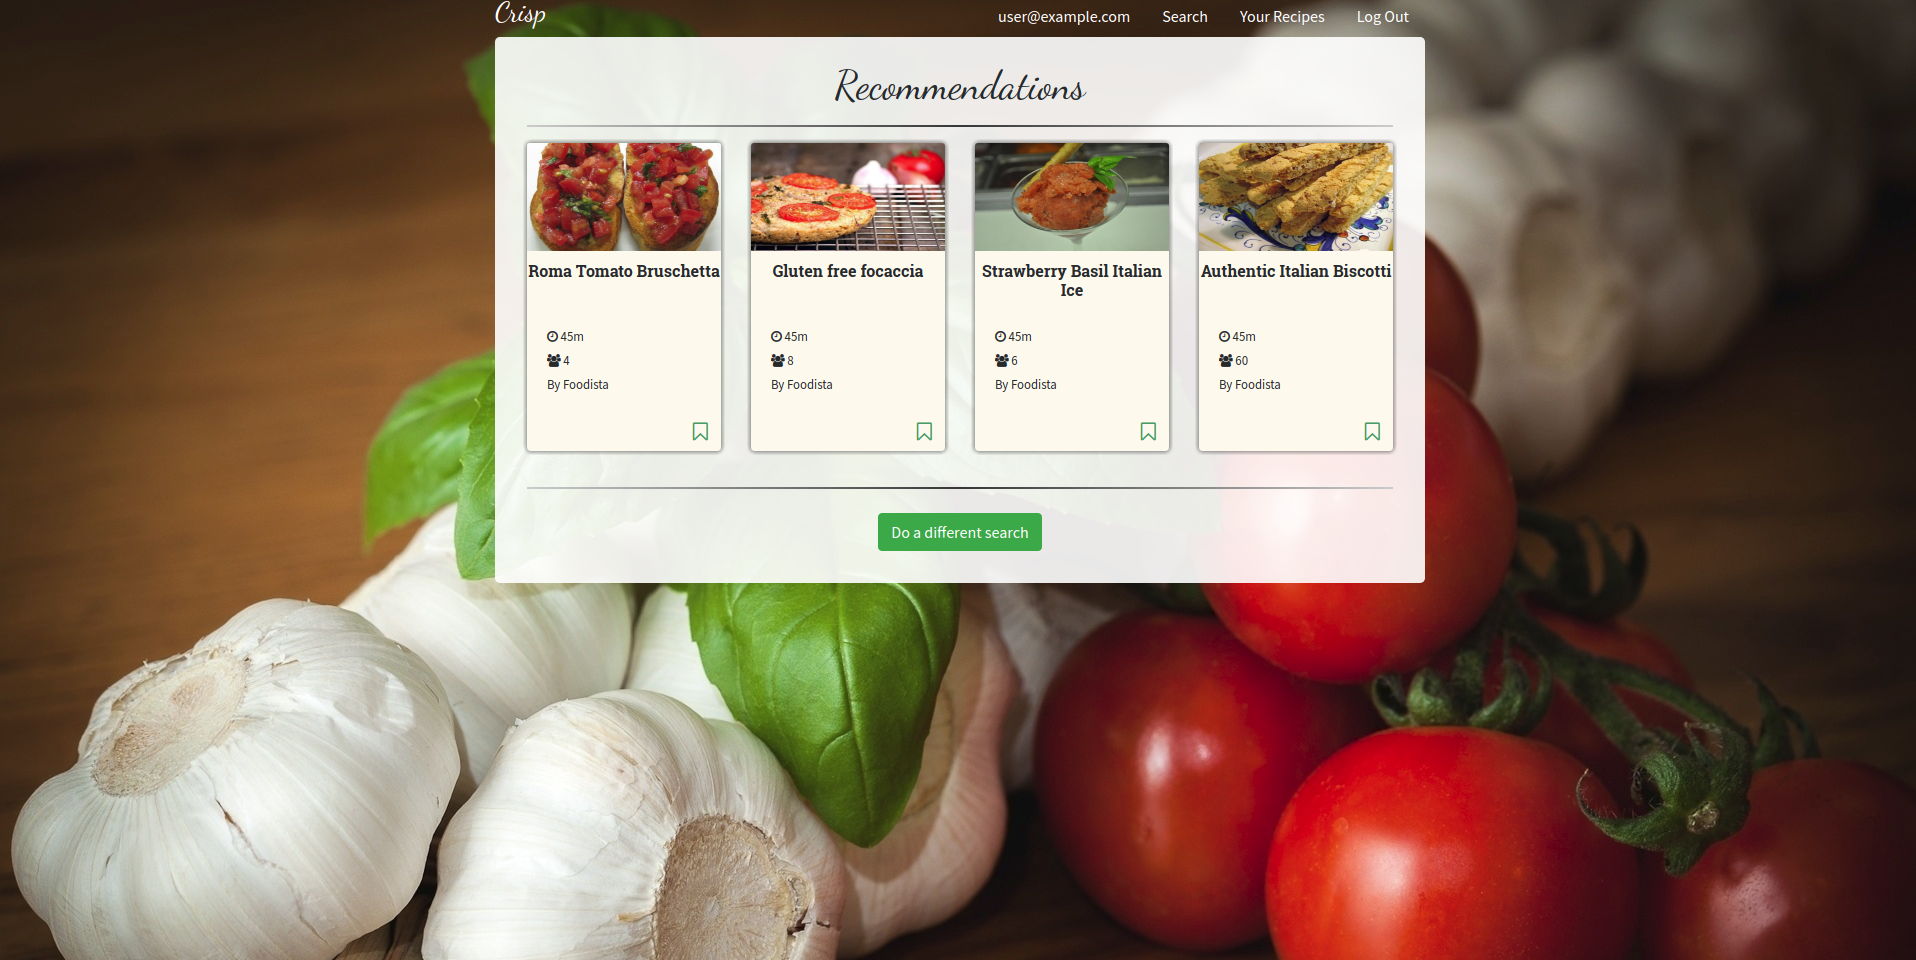 Crisp
user@example.com Search Your Recipes Log Out
Recommendations
Roma Tomato Bruschetta
45m
4
By Foodista
Gluten free focaccia
45m
8
By Foodista
Strawberry Basil Italian
Ice
45m
6
By Foodista
Authentic Italian Biscotti
45m
60
By Foodista
Do a different search